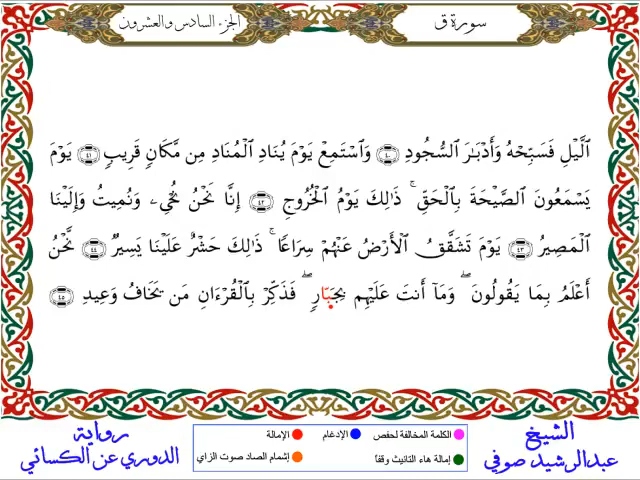 سورة ق
الجزء السادس والعشرون
ٱلَّيْلِ فَسَبِّحْهُ وَأَدْبَـٰرَ ٱلسُّجُودِ ٤٠ وَٱسْتَمِعْ يَوْمَ يُنَادِ ٱلْمُنَادِ مِن مَّكَانٍ قَرِيبٍ ٤١ يَوْمَ
يَسْمَعُونَ ٱلصَّيْحَةَ بِٱلْحَقِّ ۚ ذَٰلِكَ يَوْمُ ٱلْخُرُوجِ ٤٢ إِنَّا نَحْنُ نُحْىِۦ وَنُمِيتُ وَإِلَيْنَا
ٱلْمَصِيرُ ٤٣ يَوْمَ تَشَقَّقُ ٱلْأَرْضُ عَنْهُمْ سِرَاعًا ۚ ذَٰلِكَ حَشْرٌ عَلَيْنَا يَسِيرٌ ٤٤ نَّحْنُ
أَعْلَمُ بِمَا يَقُولُونَ ۖ وَمَآ أَنتَ عَلَيْهِم بِجَبَّارٍ ۖ فَذَكِّرْ بِٱلْقُرْءَانِ مَن يَخَافُ وَعِيدِ ٤٥
الشيخ
عبدالرشيد صوفي
الكلمة المخالفة لحفص
الإدغام
الإمالة
إمالة هاء التانيث وقفاً
إشمام الصاد صوت الزاي
رواية
الدوري عن الكسائي